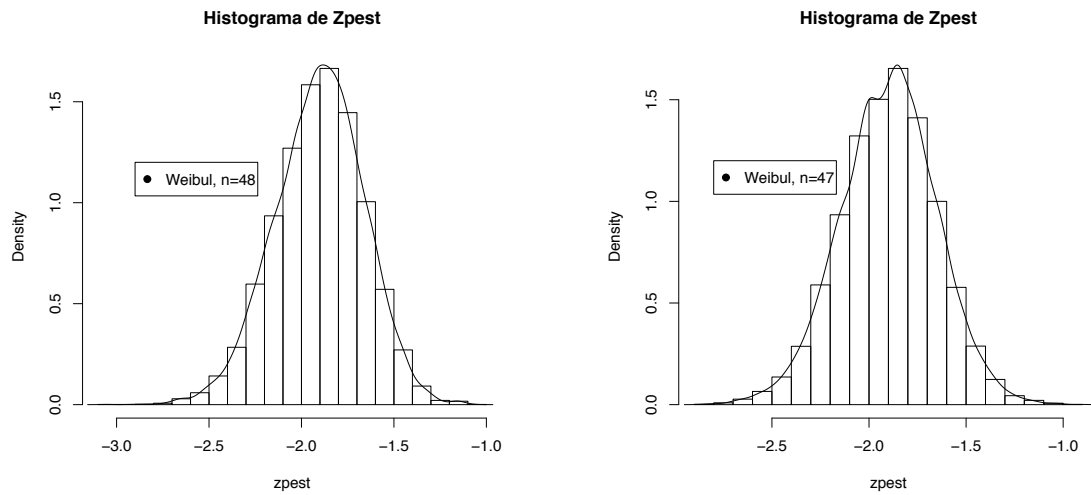 Histograma de Zpest
Density
0.0 0.5 1.0 1.5
Weibul, n=48
−3.0 −2.5 −2.0 −1.5 −1.0
zpest
Histograma de Zpest
Density
0.0 0.5 1.0 1.5
Weibul, n=47
−2.5 −2.0 −1.5 −1.0
zpest